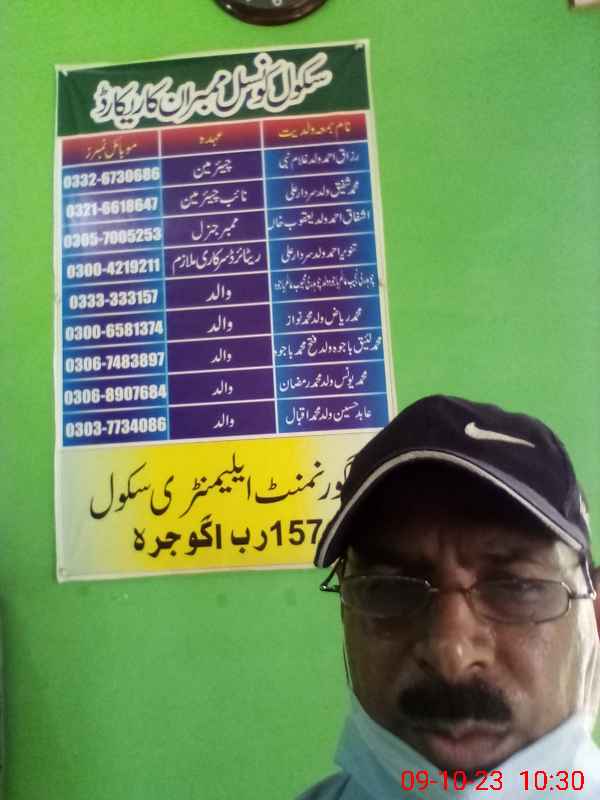 سکول کونسل ممبران کا ریکارڈ
نام بمعہ ولدیت عہدہ موبائل نمبرز
رزاق احمد ولد غلام نبی چیئرمین 0332-6730686
محمد شفیق ولد سردار علی نائب چیئرمین 0321-6618647
اشفاق احمد ولد یعقوب خاں ممبر جنرل 0305-7005253
تنویر احمد ولد سردار علی ریٹائرڈ سرکاری ملازم 0300-4219211
والد 0333-333157
محمد ریاض ولد محمد نواز والد 0300-6581374
محمد لئیق باجوہ ولد فتح محمد باجوہ والد 0306-7483897
محمد یونس ولد محمد رمضان والد 0306-8907684
عابد حسین ولد محمد اقبال والد 0303-7734086
گورنمنٹ ایلیمنٹری سکول
157 رب اگوجرہ
09-10-23 10:30